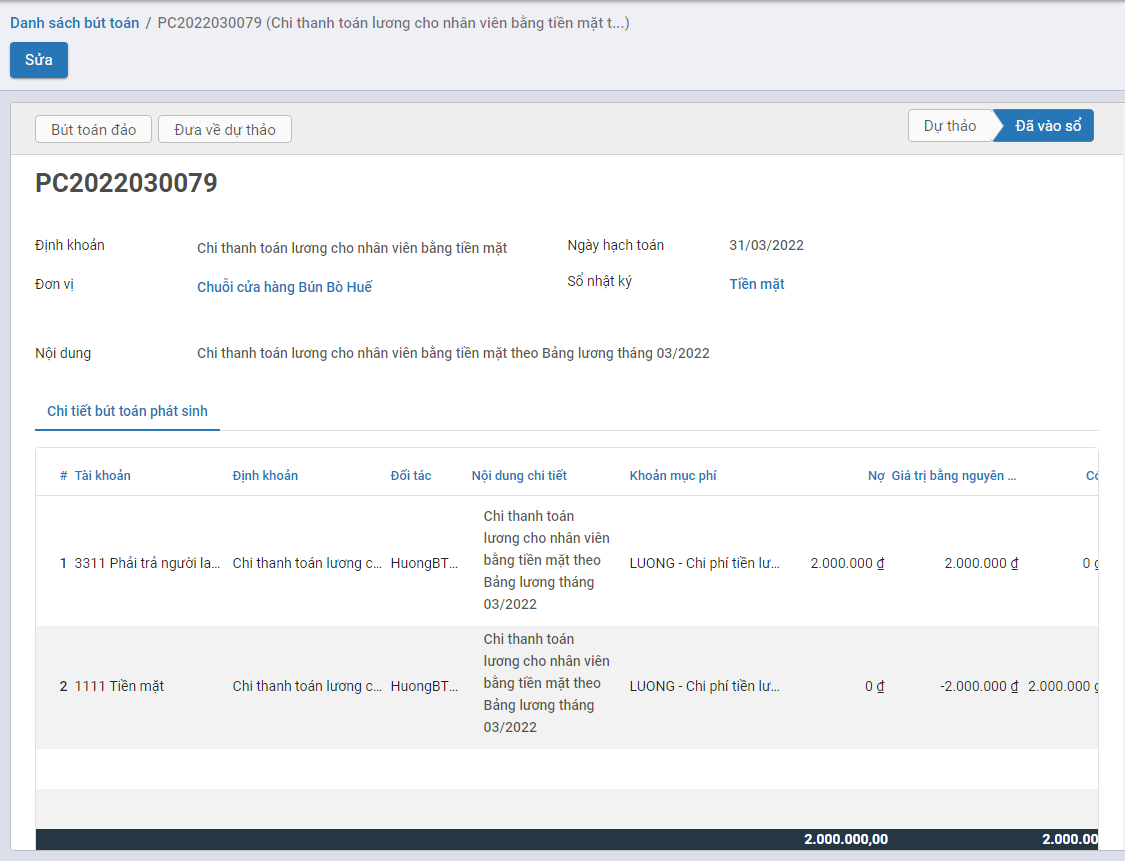 Danh sách bút toán / PC2022030079 (Chi thanh toán lương cho nhân viên bằng tiền mặt t...)
Sửa
Bút toán đảo Đưa về dự thảo Dự thảo Đã vào sổ
PC2022030079
Định khoản Chi thanh toán lương cho nhân viên bằng tiền mặt Ngày hạch toán 31/03/2022
Đơn vị Chuỗi cửa hàng Bún Bò Huế Sổ nhật ký Tiền mặt
Nội dung Chi thanh toán lương cho nhân viên bằng tiền mặt theo Bảng lương tháng 03/2022
Chi tiết bút toán phát sinh
# Tài khoản Định khoản Đối tác Nội dung chi tiết Khoản mục phí Nợ Giá trị bằng nguyên ... Có
Chi thanh toán
lương cho nhân viên
1 3311 Phải trả người la... Chi thanh toán lương c... HuongBT... bằng tiền mặt theo LUONG - Chi phí tiền lư... 2.000.000 ₫ 2.000.000 ₫ 0 ₫
Bảng lương tháng
03/2022
Chi thanh toán
lương cho nhân viên
2 1111 Tiền mặt Chi thanh toán lương c... HuongBT... bằng tiền mặt theo LUONG - Chi phí tiền lư... 0 ₫ -2.000.000 ₫ 2.000.000 ₫
Bảng lương tháng
03/2022
2.000.000,00 2.000.00